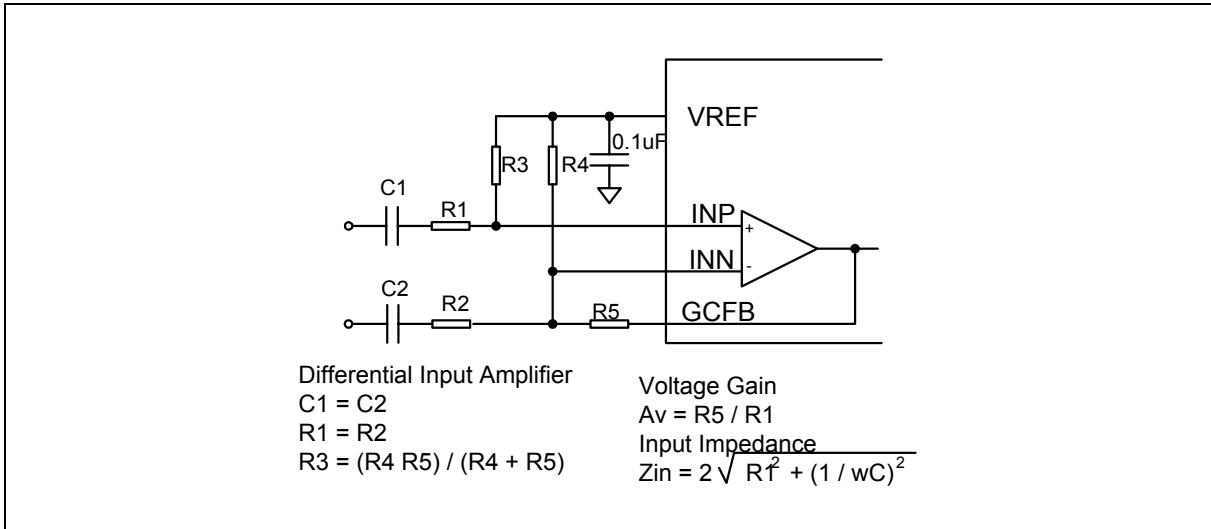 VREF
0.1uF
R3
R4
C1
R1
INP
+
INN
-
C2
R2
R5
GCFB
Differential Input Amplifier
C1 = C2
R1 = R2
R3 = (R4 R5) / (R4 + R5)
Voltage Gain
Av = R5 / R1
Input Impedance
Zin = 2 √ R1² + (1 / wC)²